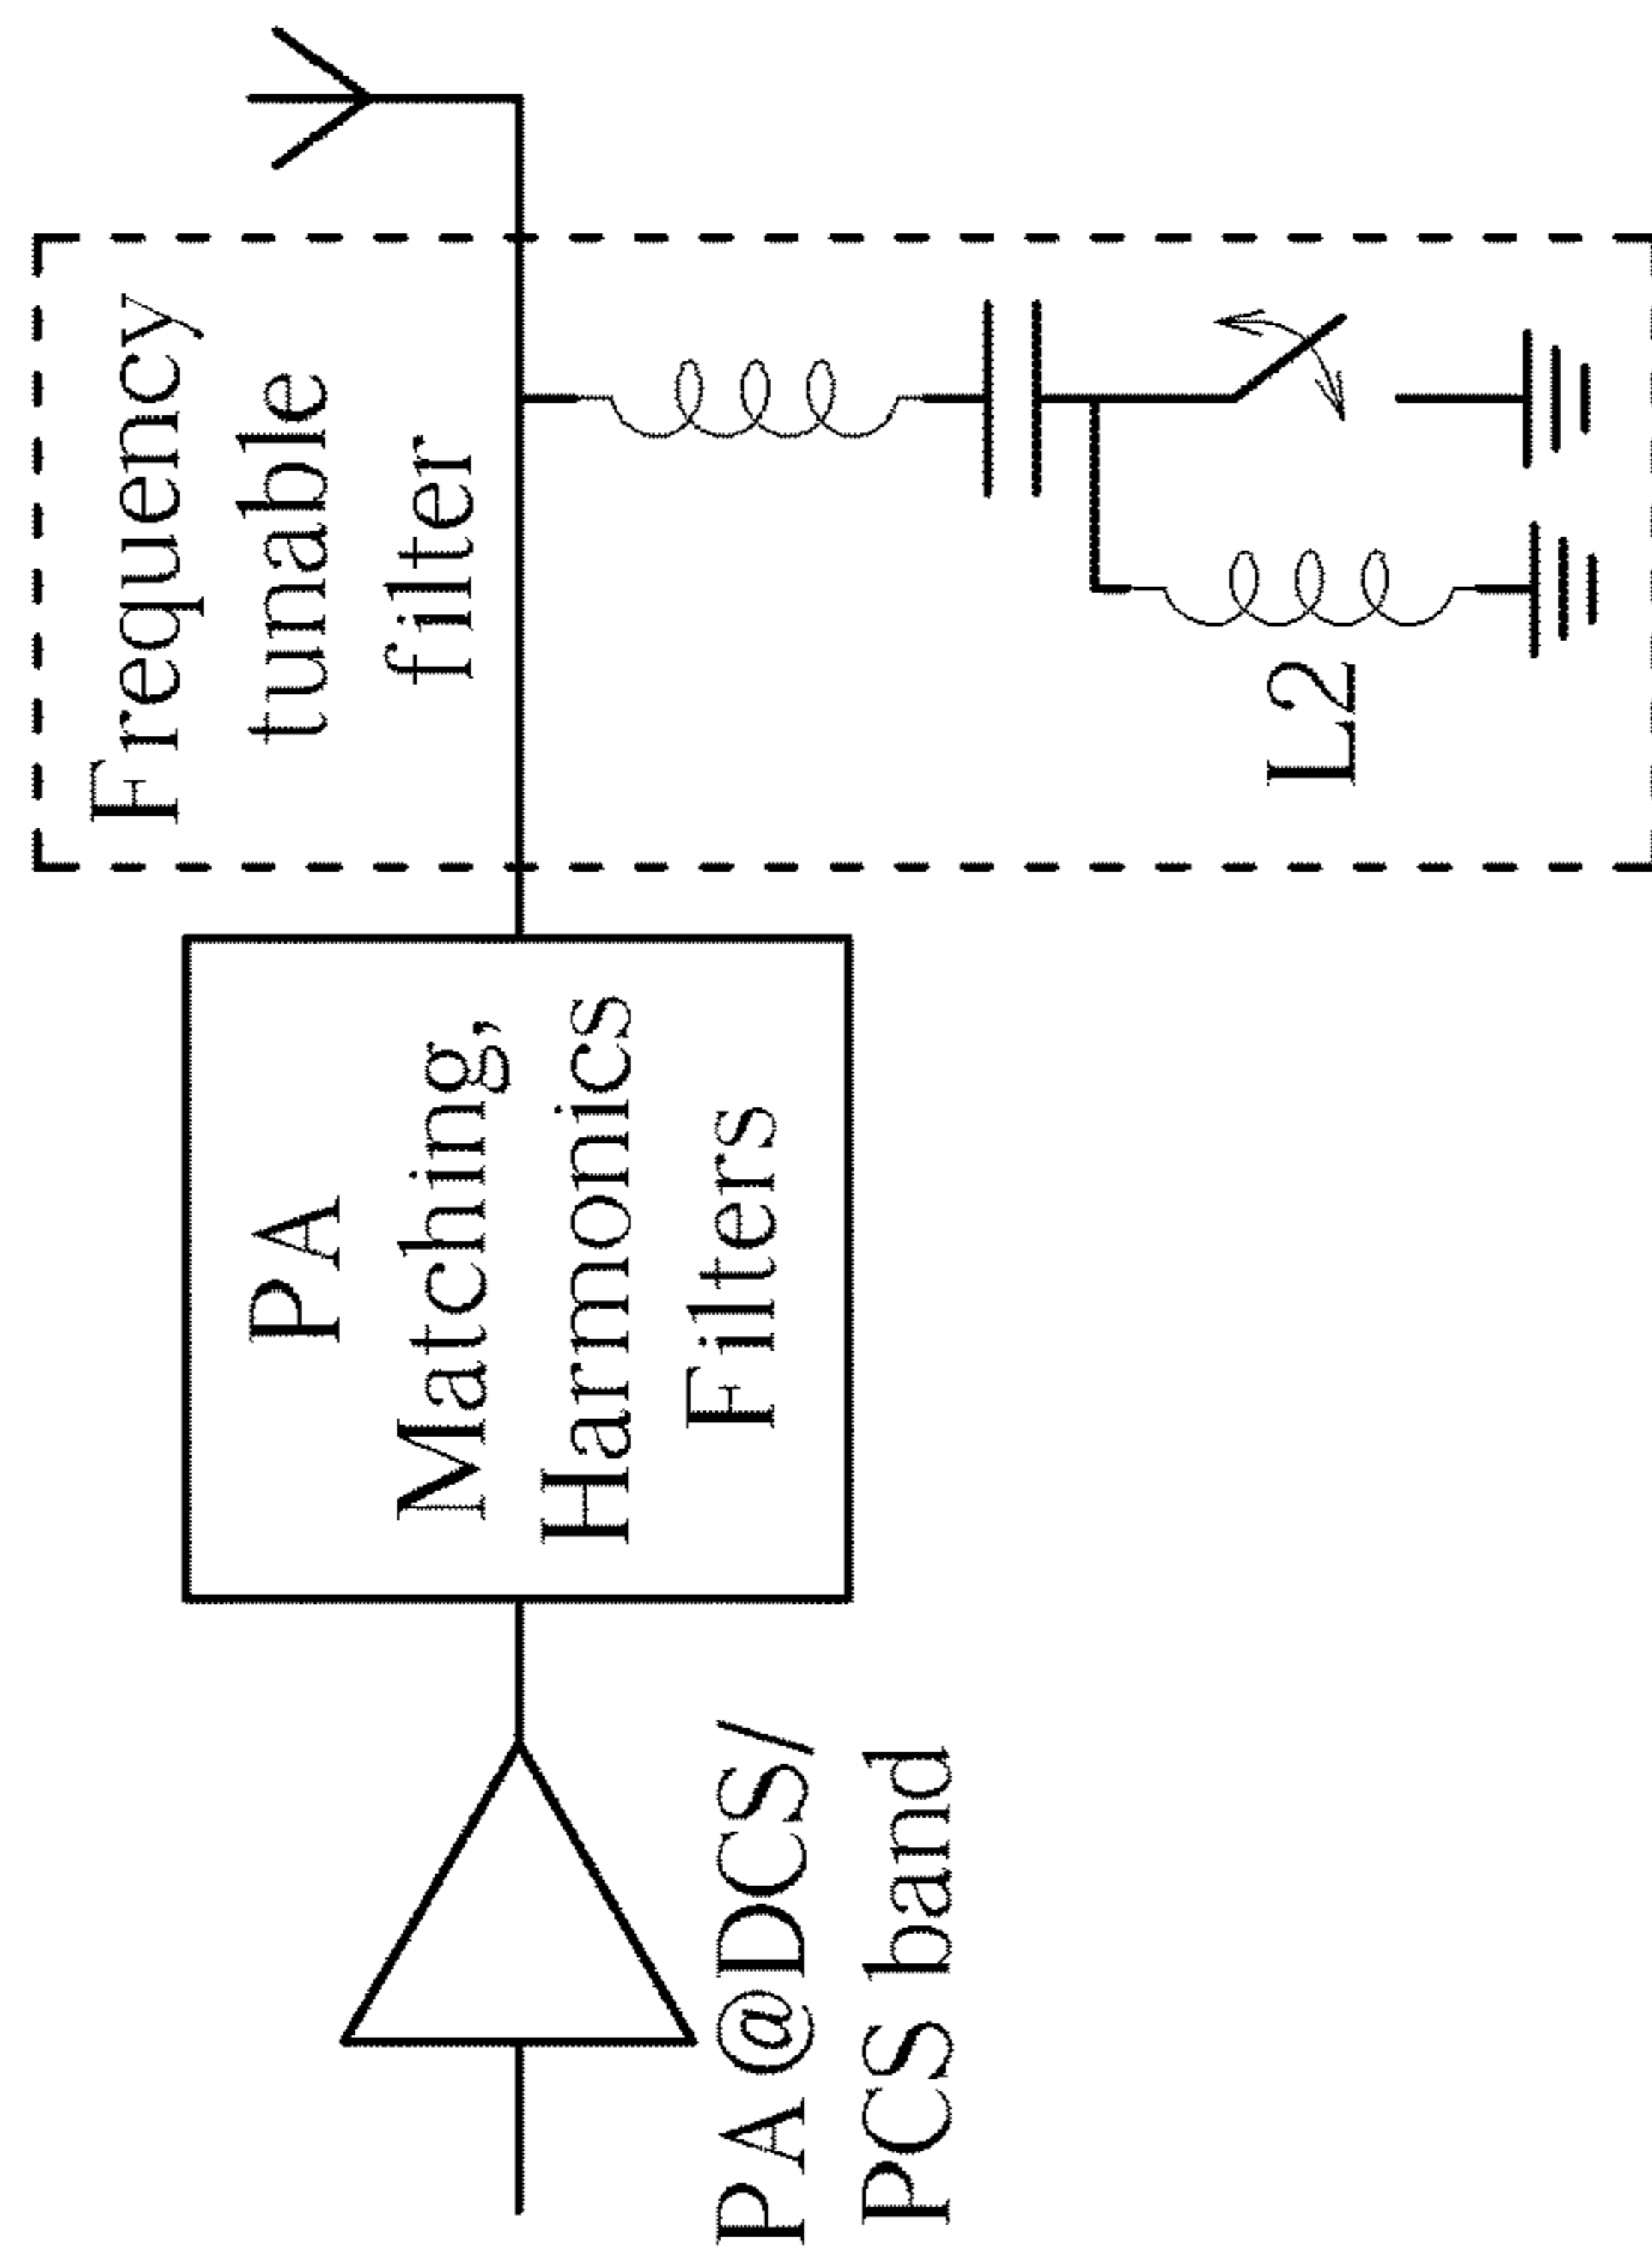 PA@DCS/
PCS band
PA
Matching,
Harmonics
Filters
Frequency
tunable
filter
L2